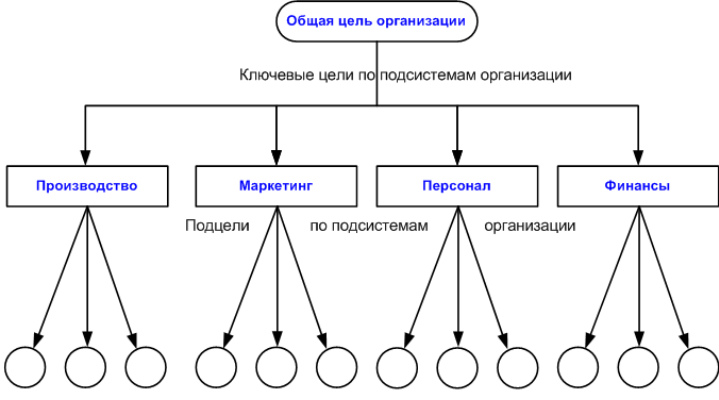 Общая цель организации
Ключевые цели по подсистемам организации
Производство
Маркетинг
Персонал
Финансы
Подцели по подсистемам организации